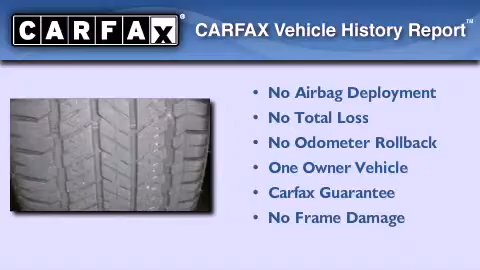 CARFAX® CARFAX Vehicle History Report™
• No Airbag Deployment
• No Total Loss
• No Odometer Rollback
• One Owner Vehicle
• Carfax Guarantee
• No Frame Damage